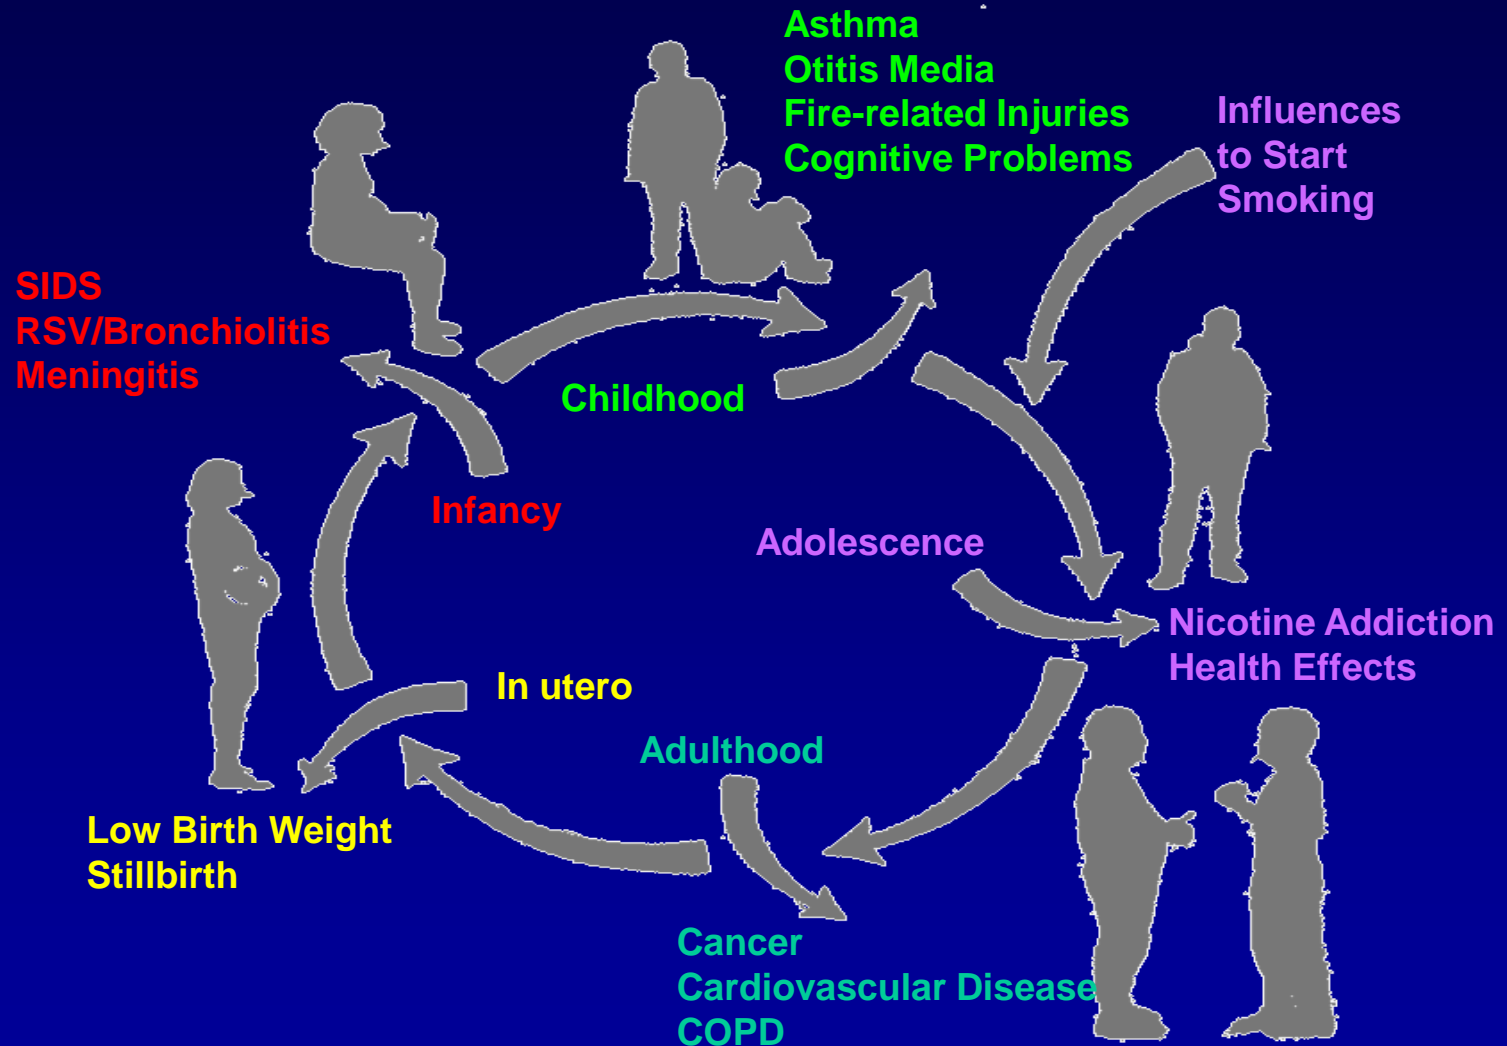 Asthma
Otitis Media
Fire-related Injuries
Cognitive Problems
Influences
to Start
Smoking
SIDS
RSV/Bronchiolitis
Meningitis
Childhood
Infancy
Adolescence
Nicotine Addiction
Health Effects
In utero
Adulthood
Low Birth Weight
Stillbirth
Cancer
Cardiovascular Disease
COPD